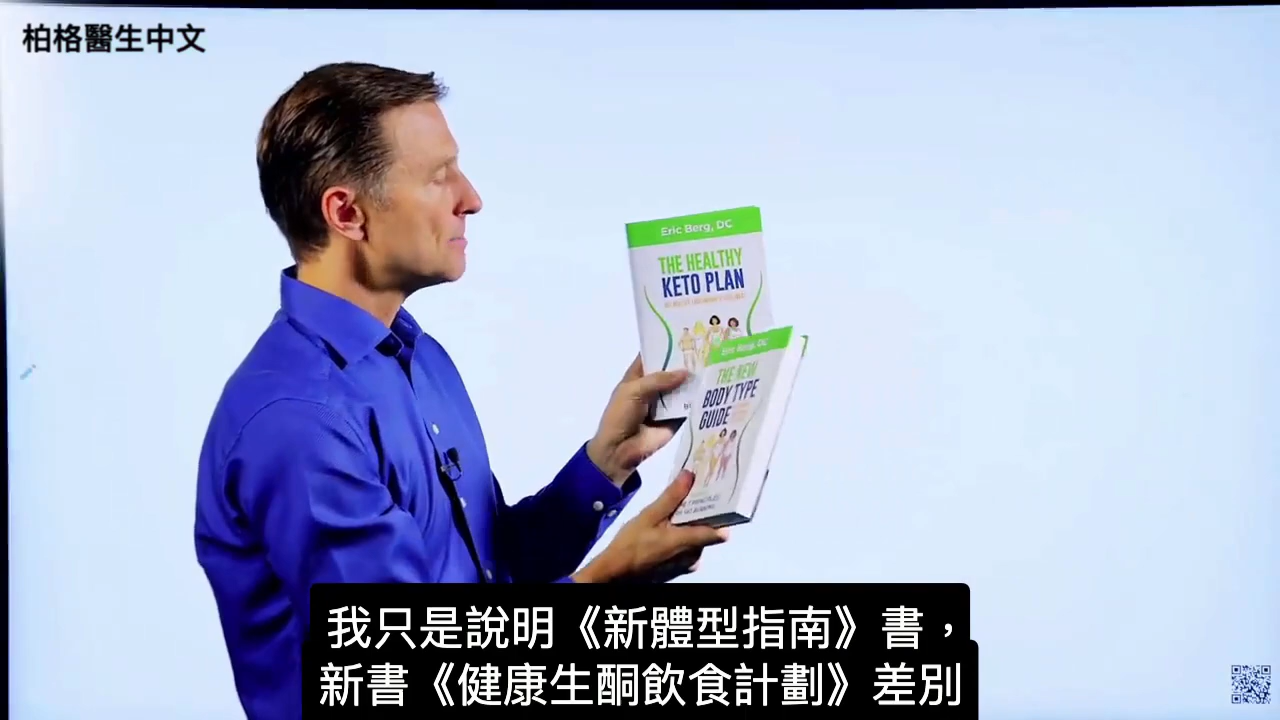 柏格醫生中文
Eric Berg, DC
THE HEALTHY
KETO PLAN
Eric Berg, DC
THE NEW
BODY TYPE
GUIDE
我只是說明《新體型指南》書，
新書《健康生酮飲食計劃》差別